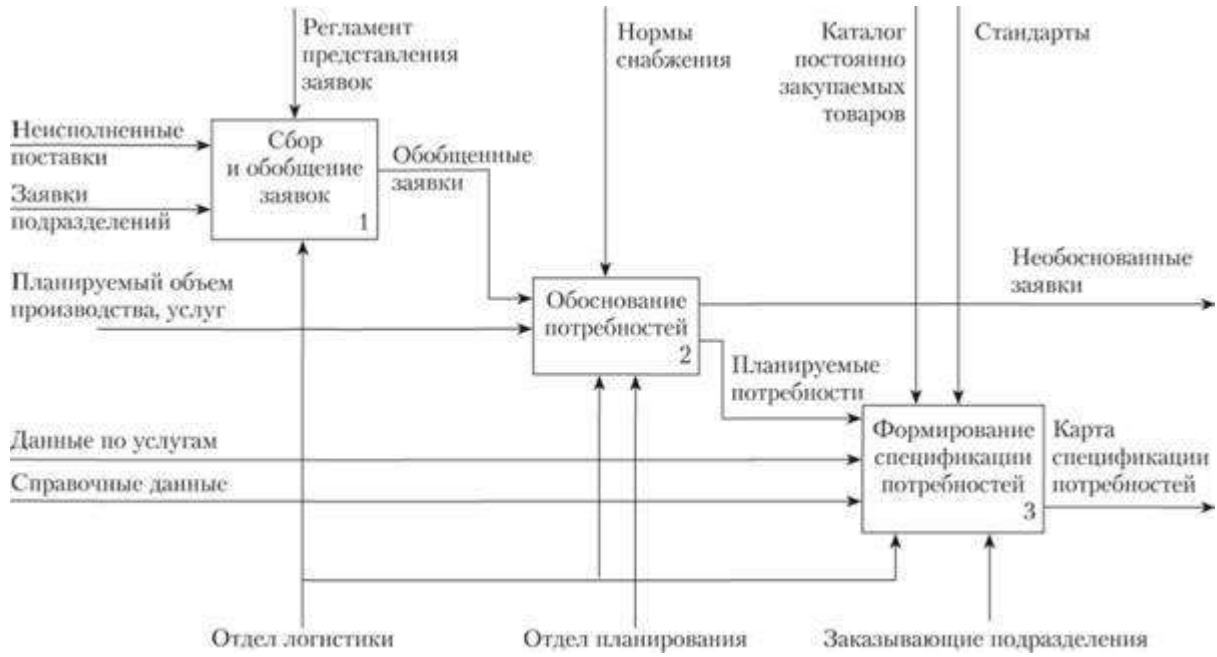 Регламент
представления
заявок
Нормы
снабжения
Каталог
постоянно
закупаемых
товаров
Стандарты
Неисполненные
поставки
Заявки
подразделений
Сбор
и обобщение
заявок
1
Обобщенные
заявки
Планируемый объем
производства, услуг
Обоснование
потребностей
2
Необоснованные
заявки
Планируемые
потребности
Данные по услугам
Справочные данные
Формирование
спецификации
потребностей
3
Карта
спецификации
потребностей
Отдел логистики
Отдел планирования
Заказывающие подразделения